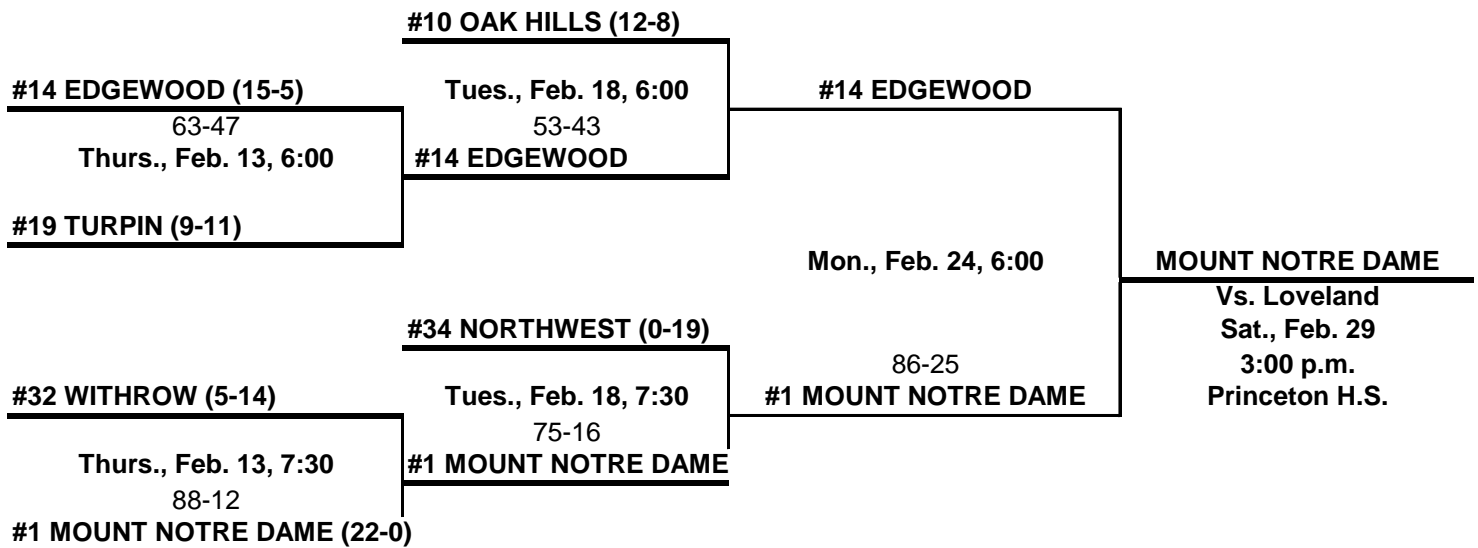 #10 OAK HILLS (12-8)
#14 EDGEWOOD (15-5)
Tues., Feb. 18, 6:00
#14 EDGEWOOD
63-47
53-43
Thurs., Feb. 13, 6:00
#14 EDGEWOOD
#19 TURPIN (9-11)
Mon., Feb. 24, 6:00
MOUNT NOTRE DAME
Vs. Loveland
#34 NORTHWEST (0-19)
Sat., Feb. 29
86-25
3:00 p.m.
#32 WITHROW (5-14)
Tues., Feb. 18, 7:30
#1 MOUNT NOTRE DAME
Princeton H.S.
75-16
Thurs., Feb. 13, 7:30
#1 MOUNT NOTRE DAME
88-12
#1 MOUNT NOTRE DAME (22-0)